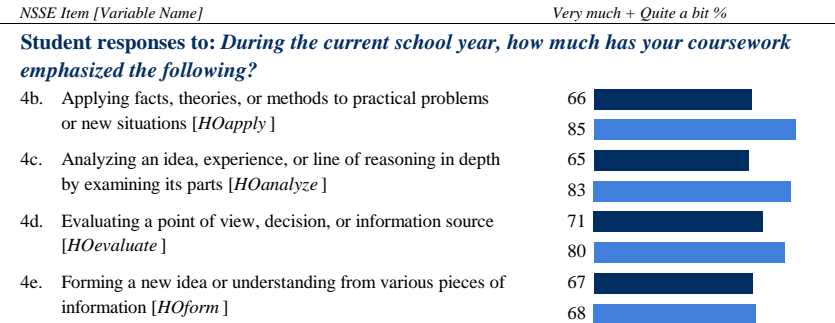 NSSE Item [Variable Name] Very much + Quite a bit %
Student responses to: During the current school year, how much has your coursework
emphasized the following?
4b. Applying facts, theories, or methods to practical problems 66
or new situations [HOapply ] 85
4c. Analyzing an idea, experience, or line of reasoning in depth 65
by examining its parts [HOanalyze ] 83
4d. Evaluating a point of view, decision, or information source 71
[HOevaluate ] 80
4e. Forming a new idea or understanding from various pieces of 67
information [HOform ] 68